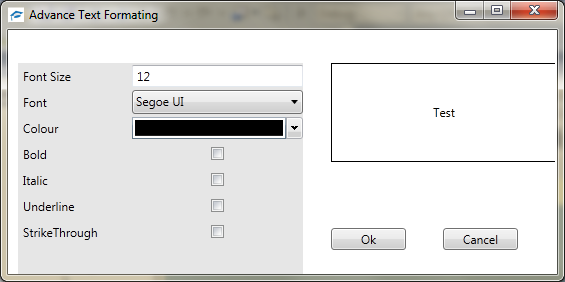 Advance Text Formating
Font Size 12
Font Segoe UI
Colour
Bold
Italic
Underline
StrikeThrough
Test
Ok Cancel